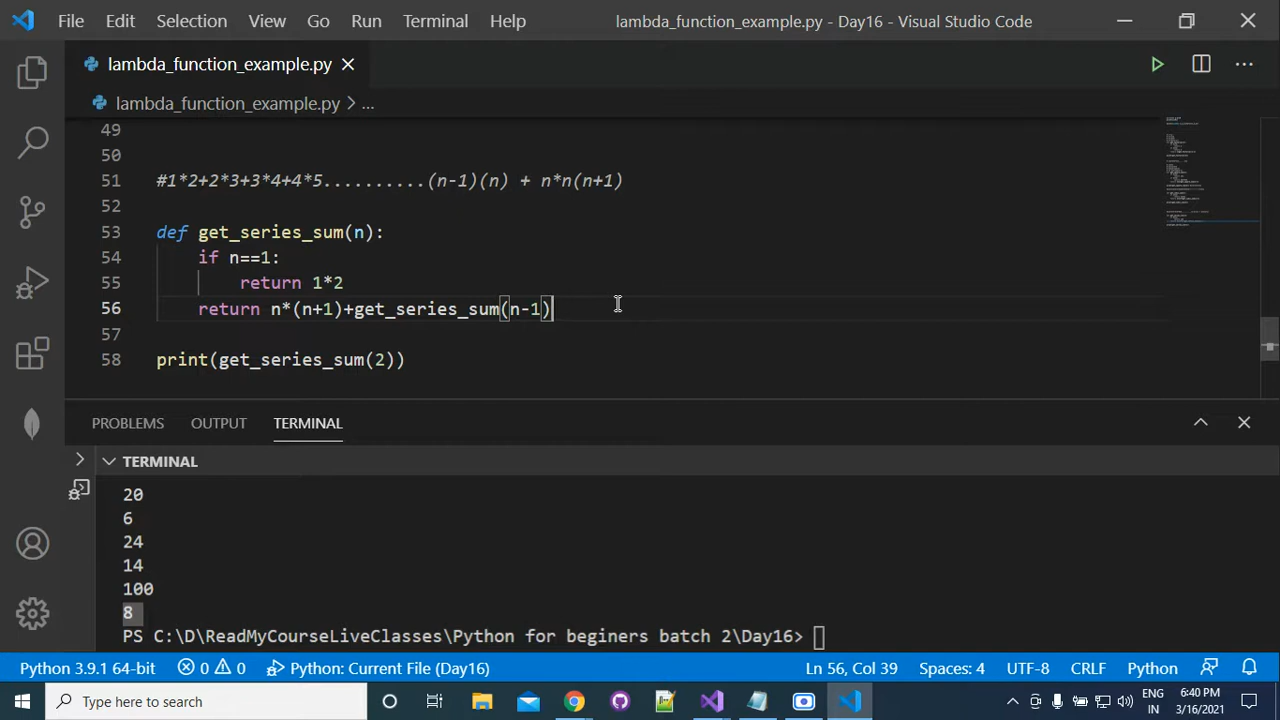 File Edit Selection View Go Run Terminal Help lambda_function_example.py - Day16 - Visual Studio Code
lambda_function_example.py
lambda_function_example.py > ...
49
50
51 #1*2+2*3+3*4+4*5..........(n-1)(n) + n*n(n+1)
52
53 def get_series_sum(n):
54 if n==1:
55 return 1*2
56 return n*(n+1)+get_series_sum(n-1)
57
58 print(get_series_sum(2))
PROBLEMS OUTPUT TERMINAL
TERMINAL
20
6
24
14
100
8
PS C:\D\ReadMyCourseLiveClasses\Python for beginers batch 2\Day16>
Python 3.9.1 64-bit 0 0 Python: Current File (Day16) Ln 56, Col 39 Spaces: 4 UTF-8 CRLF Python
Type here to search ENG 6:40 PM
IN 3/16/2021